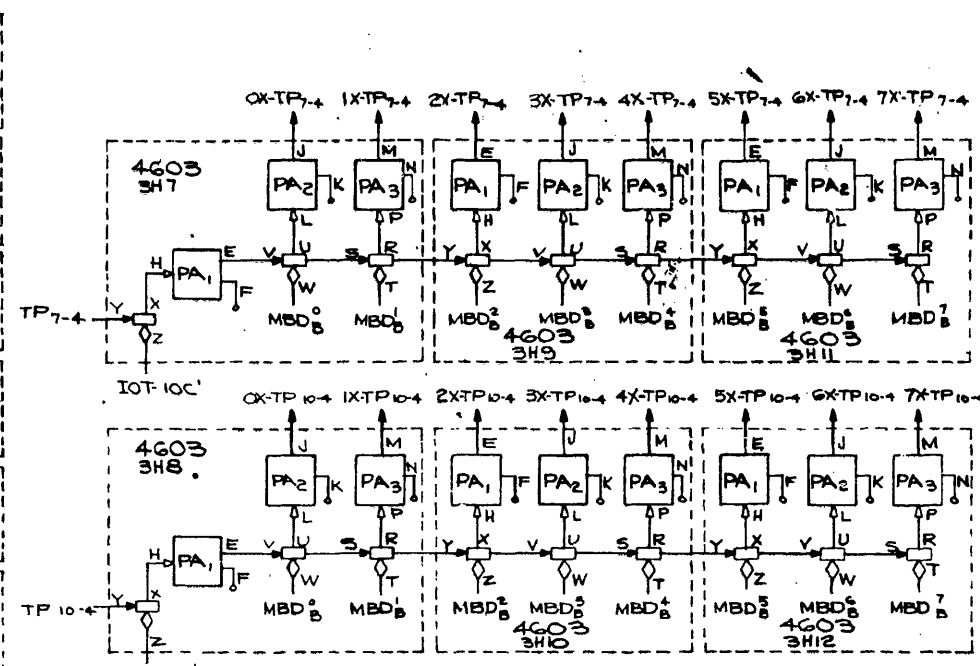 0X-TP7-4 1X-TP7-4 2X-TP7-4 3X-TP7-4 4X-TP7-4 5X-TP7-4 6X-TP7-4 7X-TP7-4
4603 J M E J M E J M
3H7
PA2 K PA3 N PA1 F PA2 K PA3 N PA1 F PA2 K PA3 N
L P H L P H L P
H PA1 E V U S R Y X V U S R Y X V U S R
F W T Z W T Z W T
TP7-4 Y X MBD0B MBD1B MBD2B MBD3B MBD4B MBD5B MBD6B MBD7B
Z 4603 4603
3H9 3H11
IOT-10C'
0X-TP10-4 1X-TP10-4 2X-TP10-4 3X-TP10-4 4X-TP10-4 5X-TP10-4 6X-TP10-4 7X-TP10-4
4603 J M E J M E J M
3H8
PA2 K PA3 N PA1 F PA2 K PA3 N PA1 F PA2 K PA3 N
L P H L P H L P
H PA1 E V U S R Y X V U S R Y X V U S R
F W T Z W T Z W T
TP10-4 Y X MBD0B MBD1B MBD2B MBD3B MBD4B MBD5B MBD6B MBD7B
Z 4603 4603
3H10 3H12